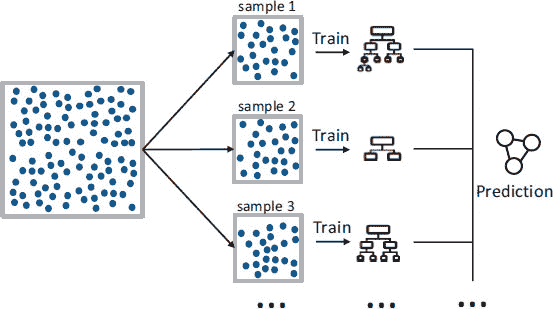 sample 1
Train
sample 2
Train
Prediction
sample 3
Train
... ... ...